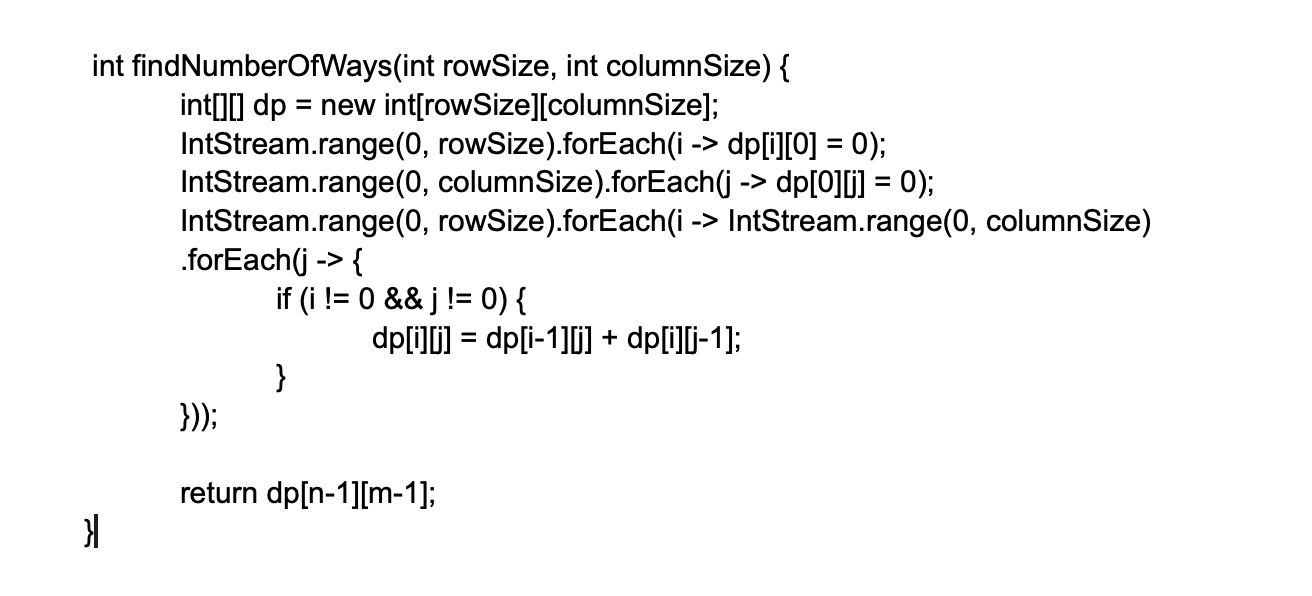 int findNumberOfWays(int rowSize, int columnSize) {
int[][] dp = new int[rowSize][columnSize];
IntStream.range(0, rowSize).forEach(i -> dp[i][0] = 0);
IntStream.range(0, columnSize).forEach(j -> dp[0][j] = 0);
IntStream.range(0, rowSize).forEach(i -> IntStream.range(0, columnSize)
.forEach(j -> {
if (i != 0 && j != 0) {
dp[i][j] = dp[i-1][j] + dp[i][j-1];
}
}));
return dp[n-1][m-1];
}